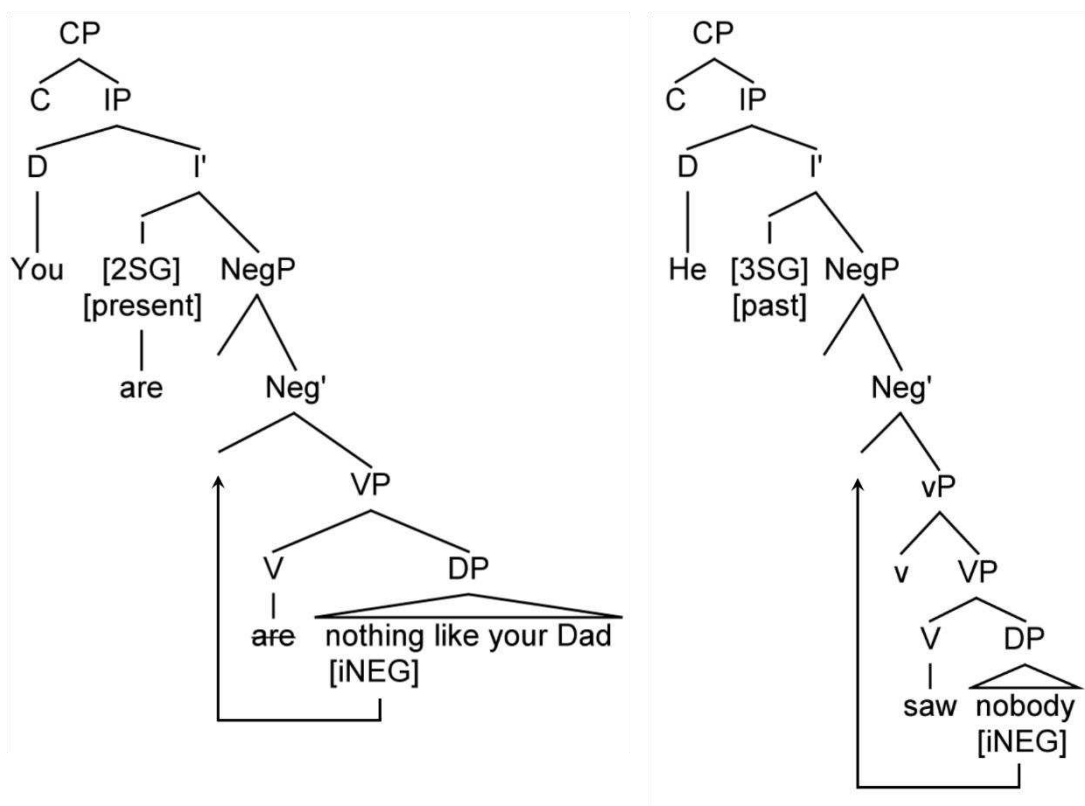 CP
C IP
D I'
I
You [2SG] NegP
[present]
are
Neg'
VP
V DP
are nothing like your Dad
[iNEG]
CP
C IP
D I'
I
He [3SG] NegP
[past]
Neg'
vP
v VP
V DP
saw nobody
[iNEG]